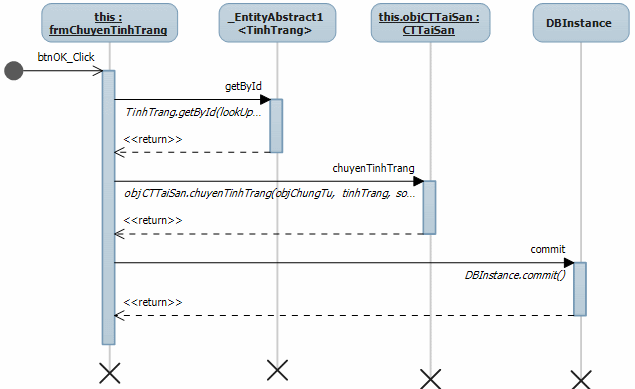 this :
frmChuyenTinhTrang
_EntityAbstract1
<TinhTrang>
this.objCTTaiSan :
CTTaiSan
DBInstance
btnOK_Click
getById
TinhTrang.getById(lookUp...
<<return>>
chuyenTinhTrang
objCTTaiSan.chuyenTinhTrang(objChungTu, tinhTrang, so...
<<return>>
commit
DBInstance.commit()
<<return>>